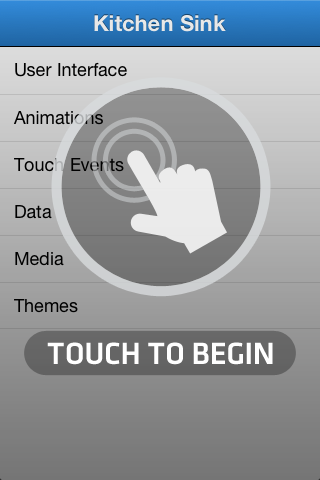 Kitchen Sink
User Interface
Animations
Touch Events
Data
Media
Themes
TOUCH TO BEGIN